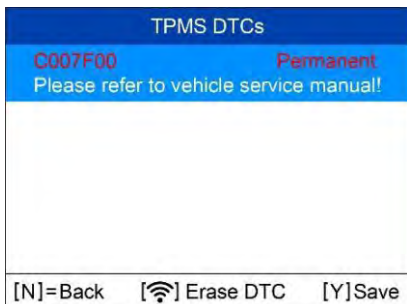 TPMS DTCs
C007F00 Permanent
Please refer to vehicle service manual!
[N]=Back [] Erase DTC [Y]Save